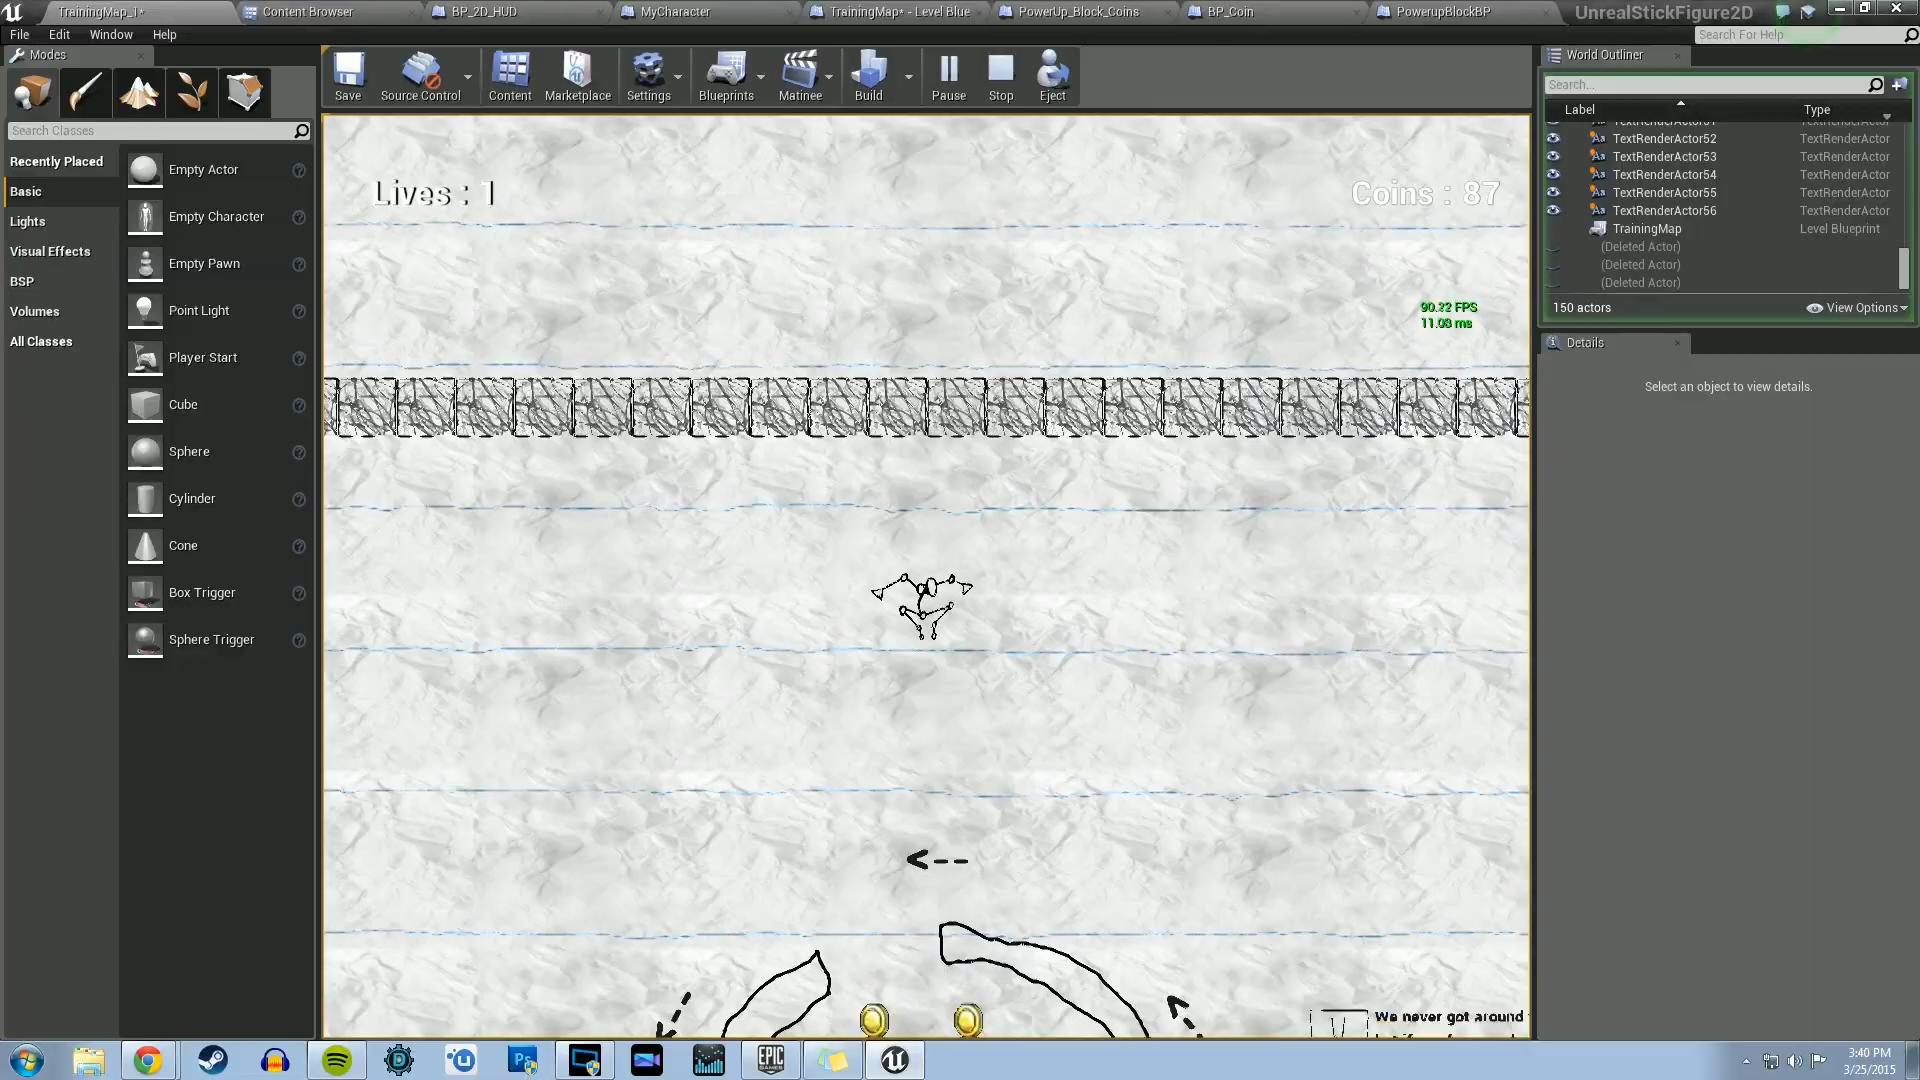 TrainingMap_1*
Content Browser
BP_2D_HUD
MyCharacter
TrainingMap* - Level Blue
PowerUp_Block_Coins
BP_Coin
PowerupBlockBP
UnrealStickFigure2D
File Edit Window Help
Search For Help
Modes
Save
Source Control
Content
Marketplace
Settings
Blueprints
Matinee
Build
Pause
Stop
Eject
World Outliner
Search...
Label
Type
Search Classes
Recently Placed
Basic
Lights
Visual Effects
BSP
Volumes
All Classes
Empty Actor
Empty Character
Empty Pawn
Point Light
Player Start
Cube
Sphere
Cylinder
Cone
Box Trigger
Sphere Trigger
Lives : 1
Coins : 87
90.22 FPS
11.08 ms
TextRenderActor52 TextRenderActor
TextRenderActor53 TextRenderActor
TextRenderActor54 TextRenderActor
TextRenderActor55 TextRenderActor
TextRenderActor56 TextRenderActor
TrainingMap Level Blueprint
(Deleted Actor)
(Deleted Actor)
(Deleted Actor)
150 actors
View Options
Details
Select an object to view details.
We never got around
Ps
EPIC
GAMES
3:40 PM
3/25/2015